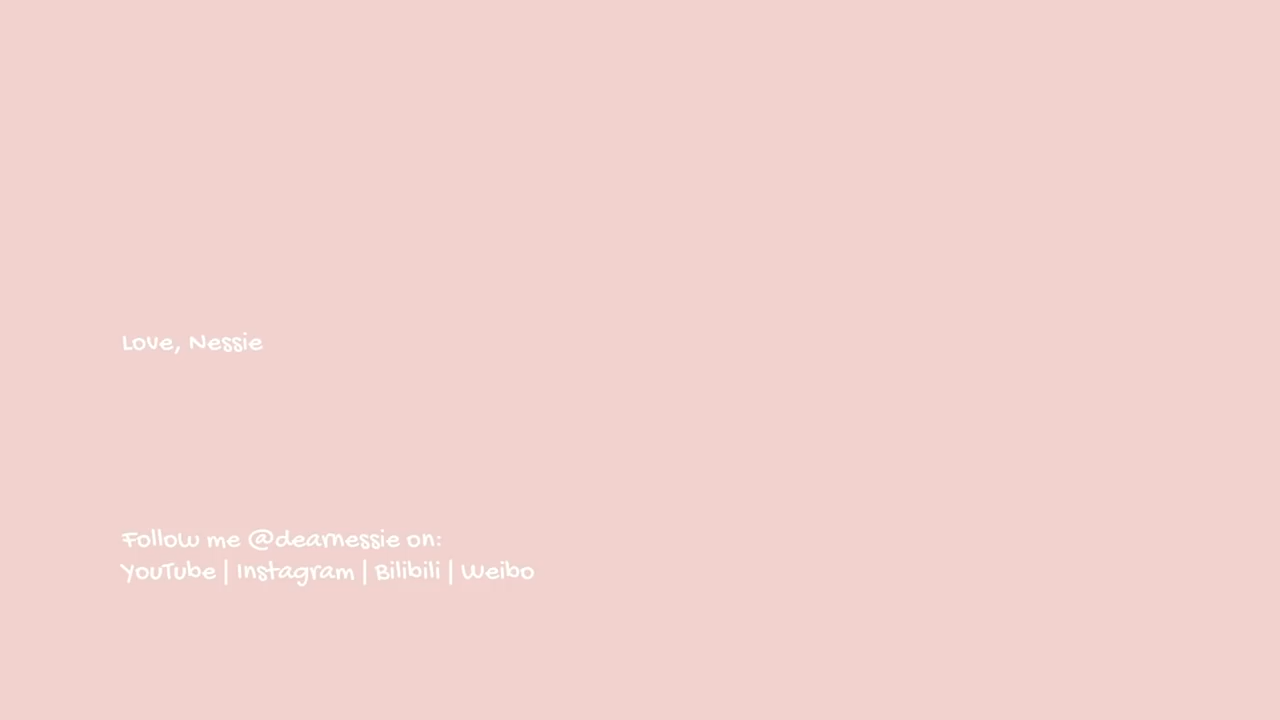 Love, Nessie
Follow me @dearnessie on:
YouTube | Instagram | Bilibili | Weibo